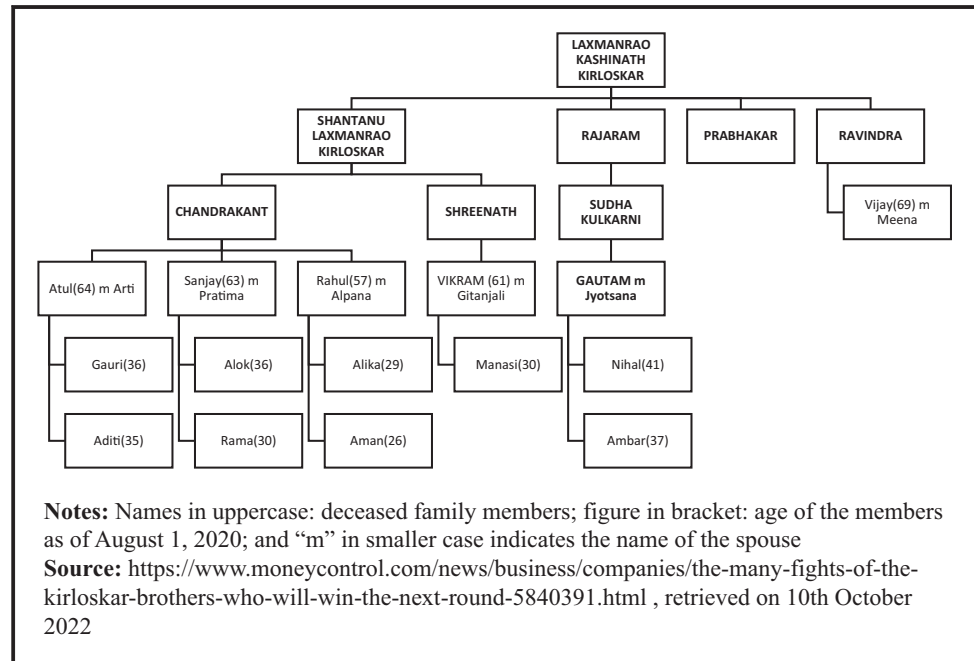 LAXMANRAO
KASHINATH
KIRLOSKAR
SHANTANU
LAXMANRAO
KIRLOSKAR
RAJARAM
PRABHAKAR
RAVINDRA
CHANDRAKANT
SHREENATH
SUDHA
KULKARNI
Vijay(69) m
Meena
Atul(64) m Arti
Sanjay(63) m
Pratima
Rahul(57) m
Alpana
VIKRAM (61) m
Gitanjali
GAUTAM m
Jyotsana
Gauri(36)
Alok(36)
Alika(29)
Manasi(30)
Nihal(41)
Aditi(35)
Rama(30)
Aman(26)
Ambar(37)
Notes: Names in uppercase: deceased family members; figure in bracket: age of the members
as of August 1, 2020; and “m” in smaller case indicates the name of the spouse
Source: https://www.moneycontrol.com/news/business/companies/the-many-fights-of-the-
kirloskar-brothers-who-will-win-the-next-round-5840391.html , retrieved on 10th October
2022